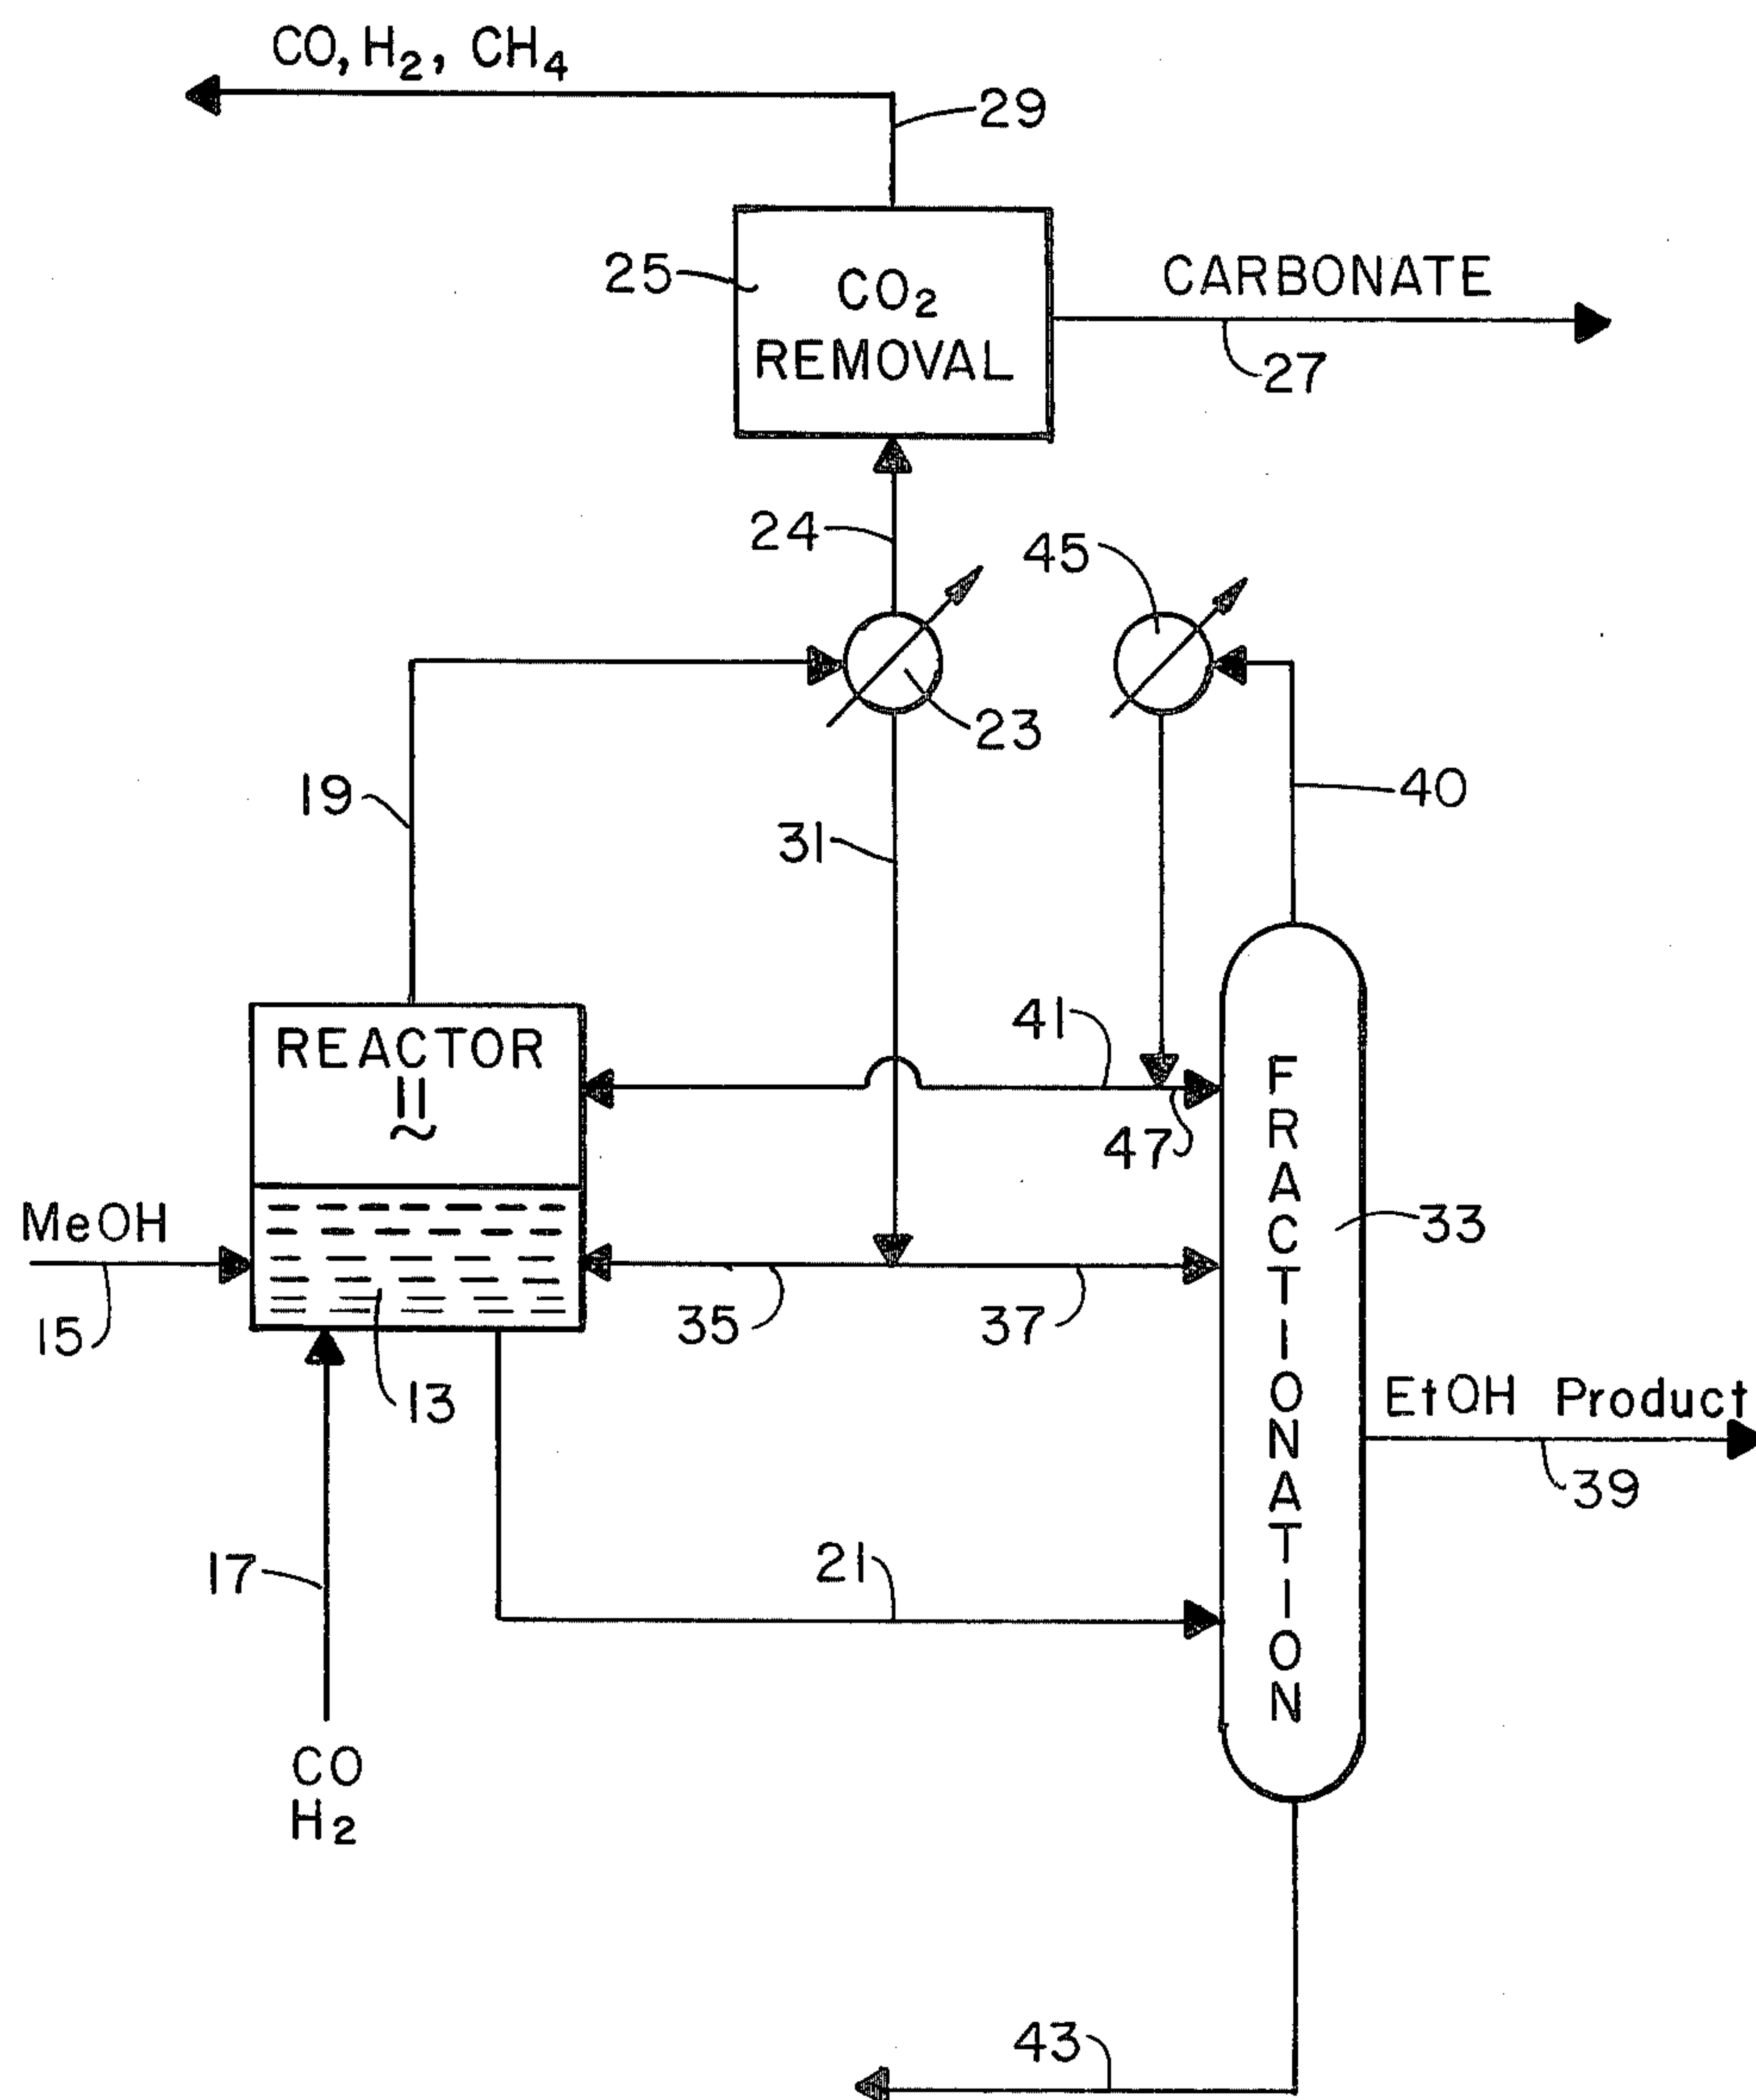 CO, H₂, CH₄
29
25
CO₂
REMOVAL
CARBONATE
27
24
45
23
19
40
31
REACTOR
11
41
47
FRACTIONATION
33
MeOH
15
35
37
13
EtOH Product
39
17
21
CO
H₂
43